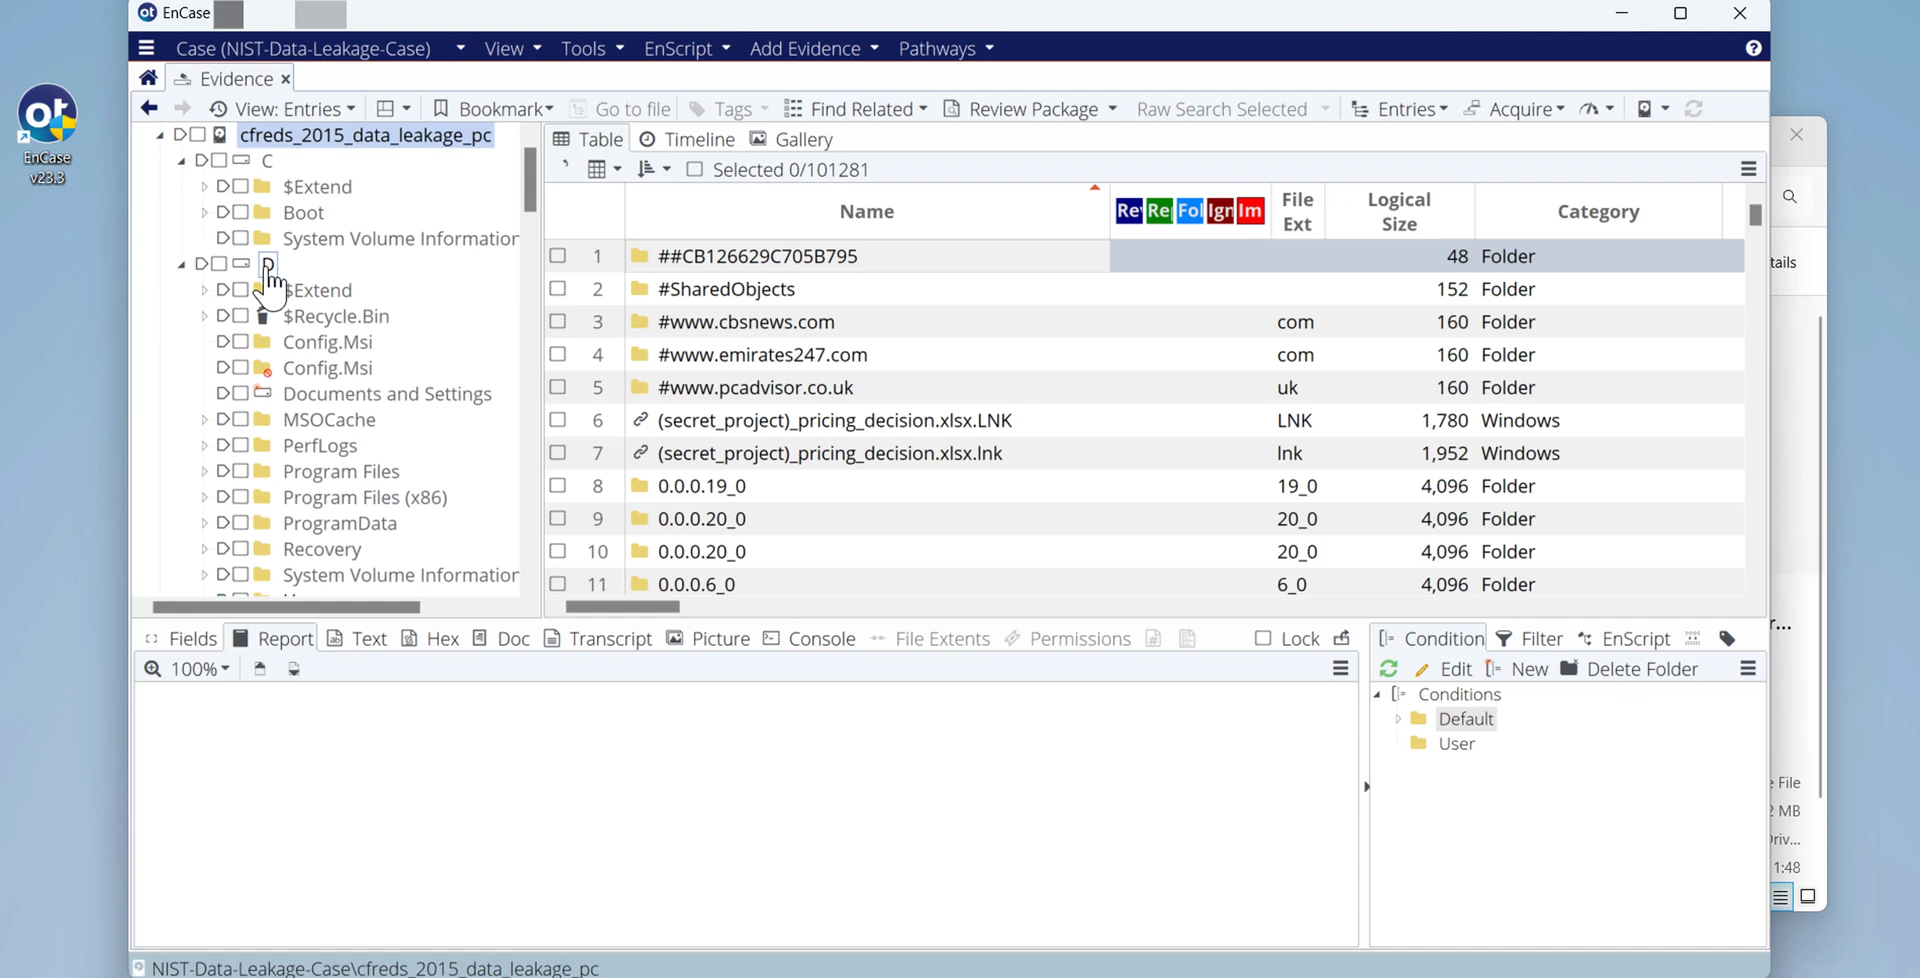 EnCase
Case (NIST-Data-Leakage-Case) View Tools EnScript Add Evidence Pathways
Evidence
View: Entries Bookmark Go to file Tags Find Related Review Package Raw Search Selected Entries Acquire
EnCase
v23.3
cfreds_2015_data_leakage_pc
C
$Extend
Boot
System Volume Information
D
$Extend
$Recycle.Bin
Config.Msi
Config.Msi
Documents and Settings
MSOCache
PerfLogs
Program Files
Program Files (x86)
ProgramData
Recovery
System Volume Information
Table Timeline Gallery
Selected 0/101281
Name Re Re Fol Ign Im File Ext Logical Size Category
1 ##CB126629C705B795 48 Folder
2 #SharedObjects 152 Folder
3 #www.cbsnews.com com 160 Folder
4 #www.emirates247.com com 160 Folder
5 #www.pcadvisor.co.uk uk 160 Folder
6 (secret_project)_pricing_decision.xlsx.LNK LNK 1,780 Windows
7 (secret_project)_pricing_decision.xlsx.lnk lnk 1,952 Windows
8 0.0.0.19_0 19_0 4,096 Folder
9 0.0.0.20_0 20_0 4,096 Folder
10 0.0.0.20_0 20_0 4,096 Folder
11 0.0.0.6_0 6_0 4,096 Folder
Fields Report Text Hex Doc Transcript Picture Console File Extents Permissions Lock
100%
Condition Filter EnScript
Edit New Delete Folder
Conditions
Default
User
tails
r...
e File
2 MB
Driv...
1:48
NIST-Data-Leakage-Case\cfreds_2015_data_leakage_pc